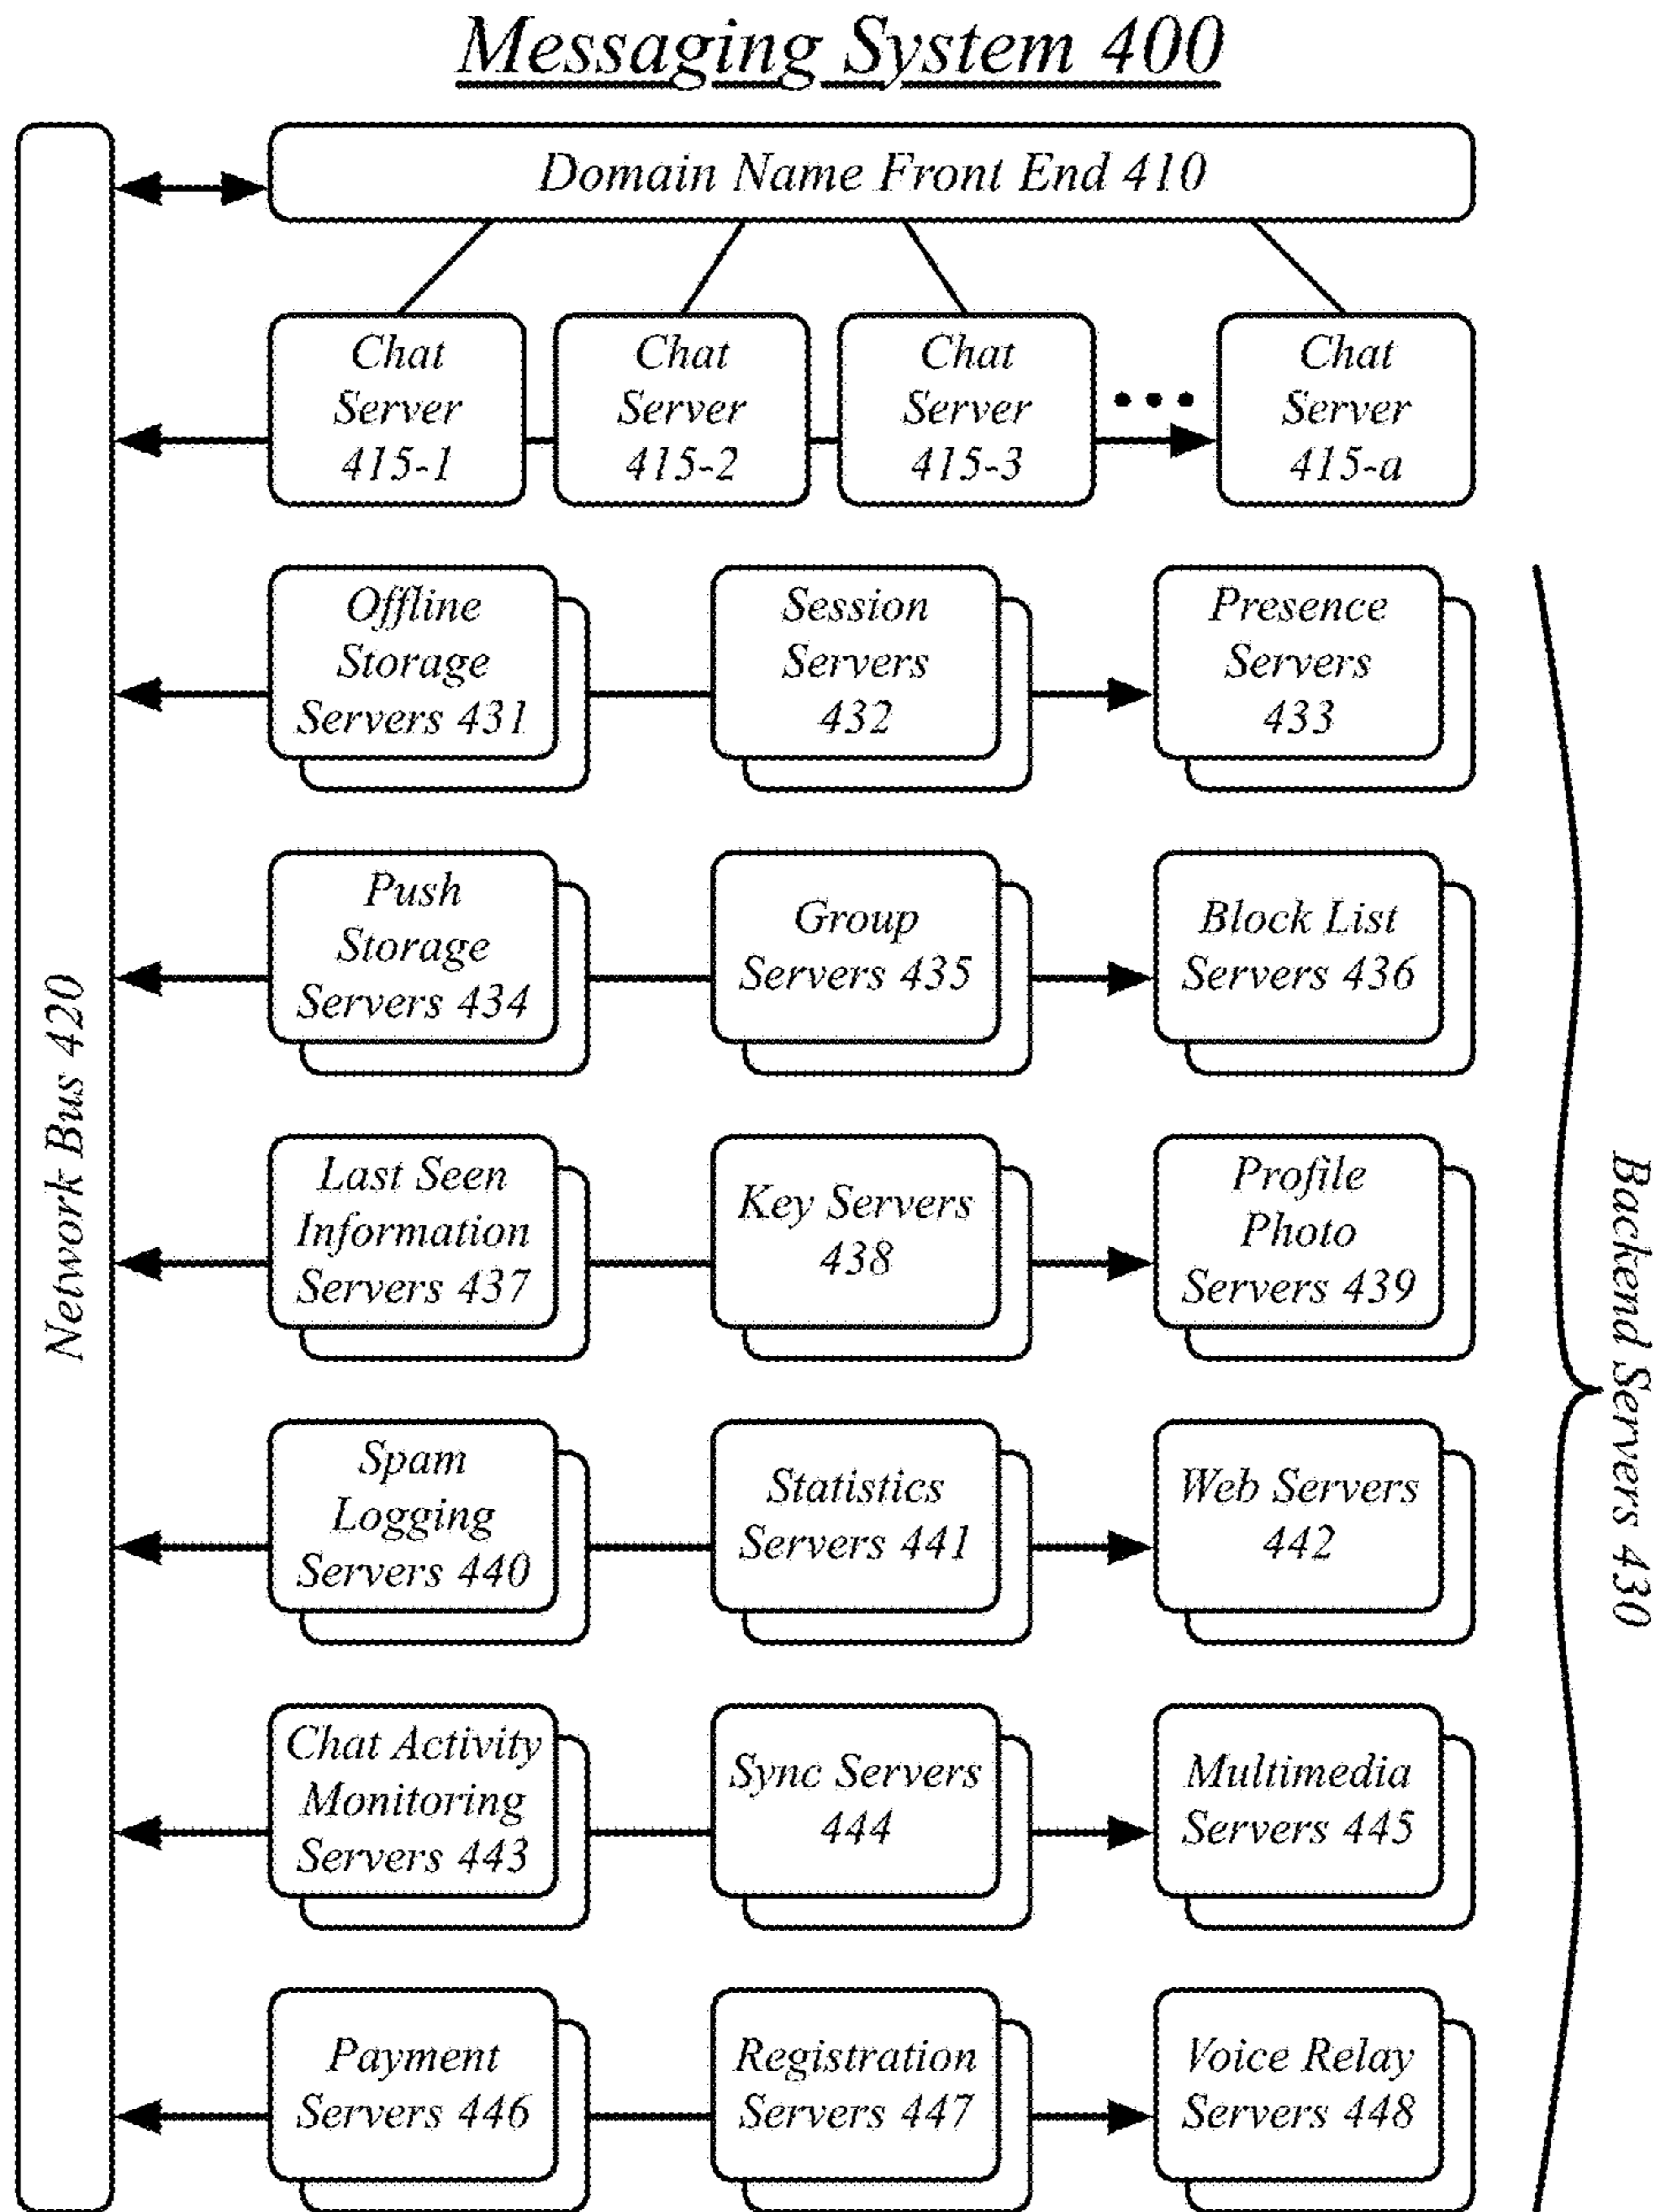 Messaging System 400
Domain Name Front End 410
Chat
Server
415-1
Chat
Server
415-2
Chat
Server
415-3
Chat
Server
415-a
Network Bus 420
Offline
Storage
Servers 431
Session
Servers
432
Presence
Servers
433
Push
Storage
Servers 434
Group
Servers 435
Block List
Servers 436
Last Seen
Information
Servers 437
Key Servers
438
Profile
Photo
Servers 439
Spam
Logging
Servers 440
Statistics
Servers 441
Web Servers
442
Chat Activity
Monitoring
Servers 443
Sync Servers
444
Multimedia
Servers 445
Payment
Servers 446
Registration
Servers 447
Voice Relay
Servers 448
Backend Servers 430